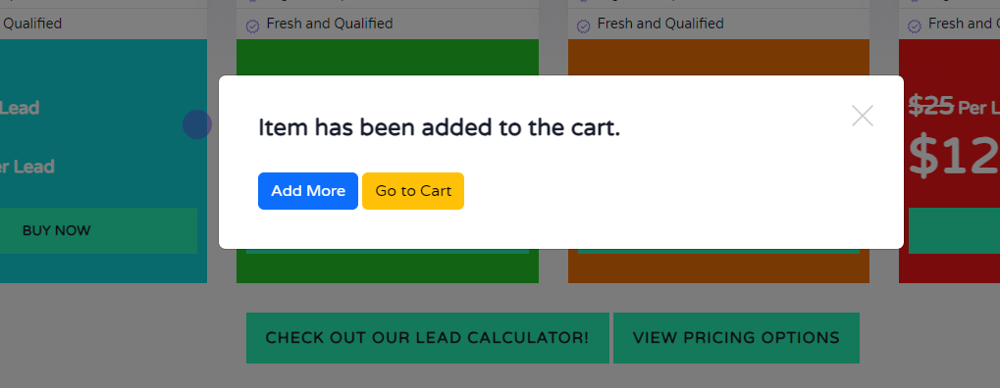 Qualified
Fresh and Qualified
Fresh and Qualified
Fresh and
Lead
$25 Per
Item has been added to the cart.
$12
Per Lead
Add More Go to Cart
BUY NOW
CHECK OUT OUR LEAD CALCULATOR! VIEW PRICING OPTIONS